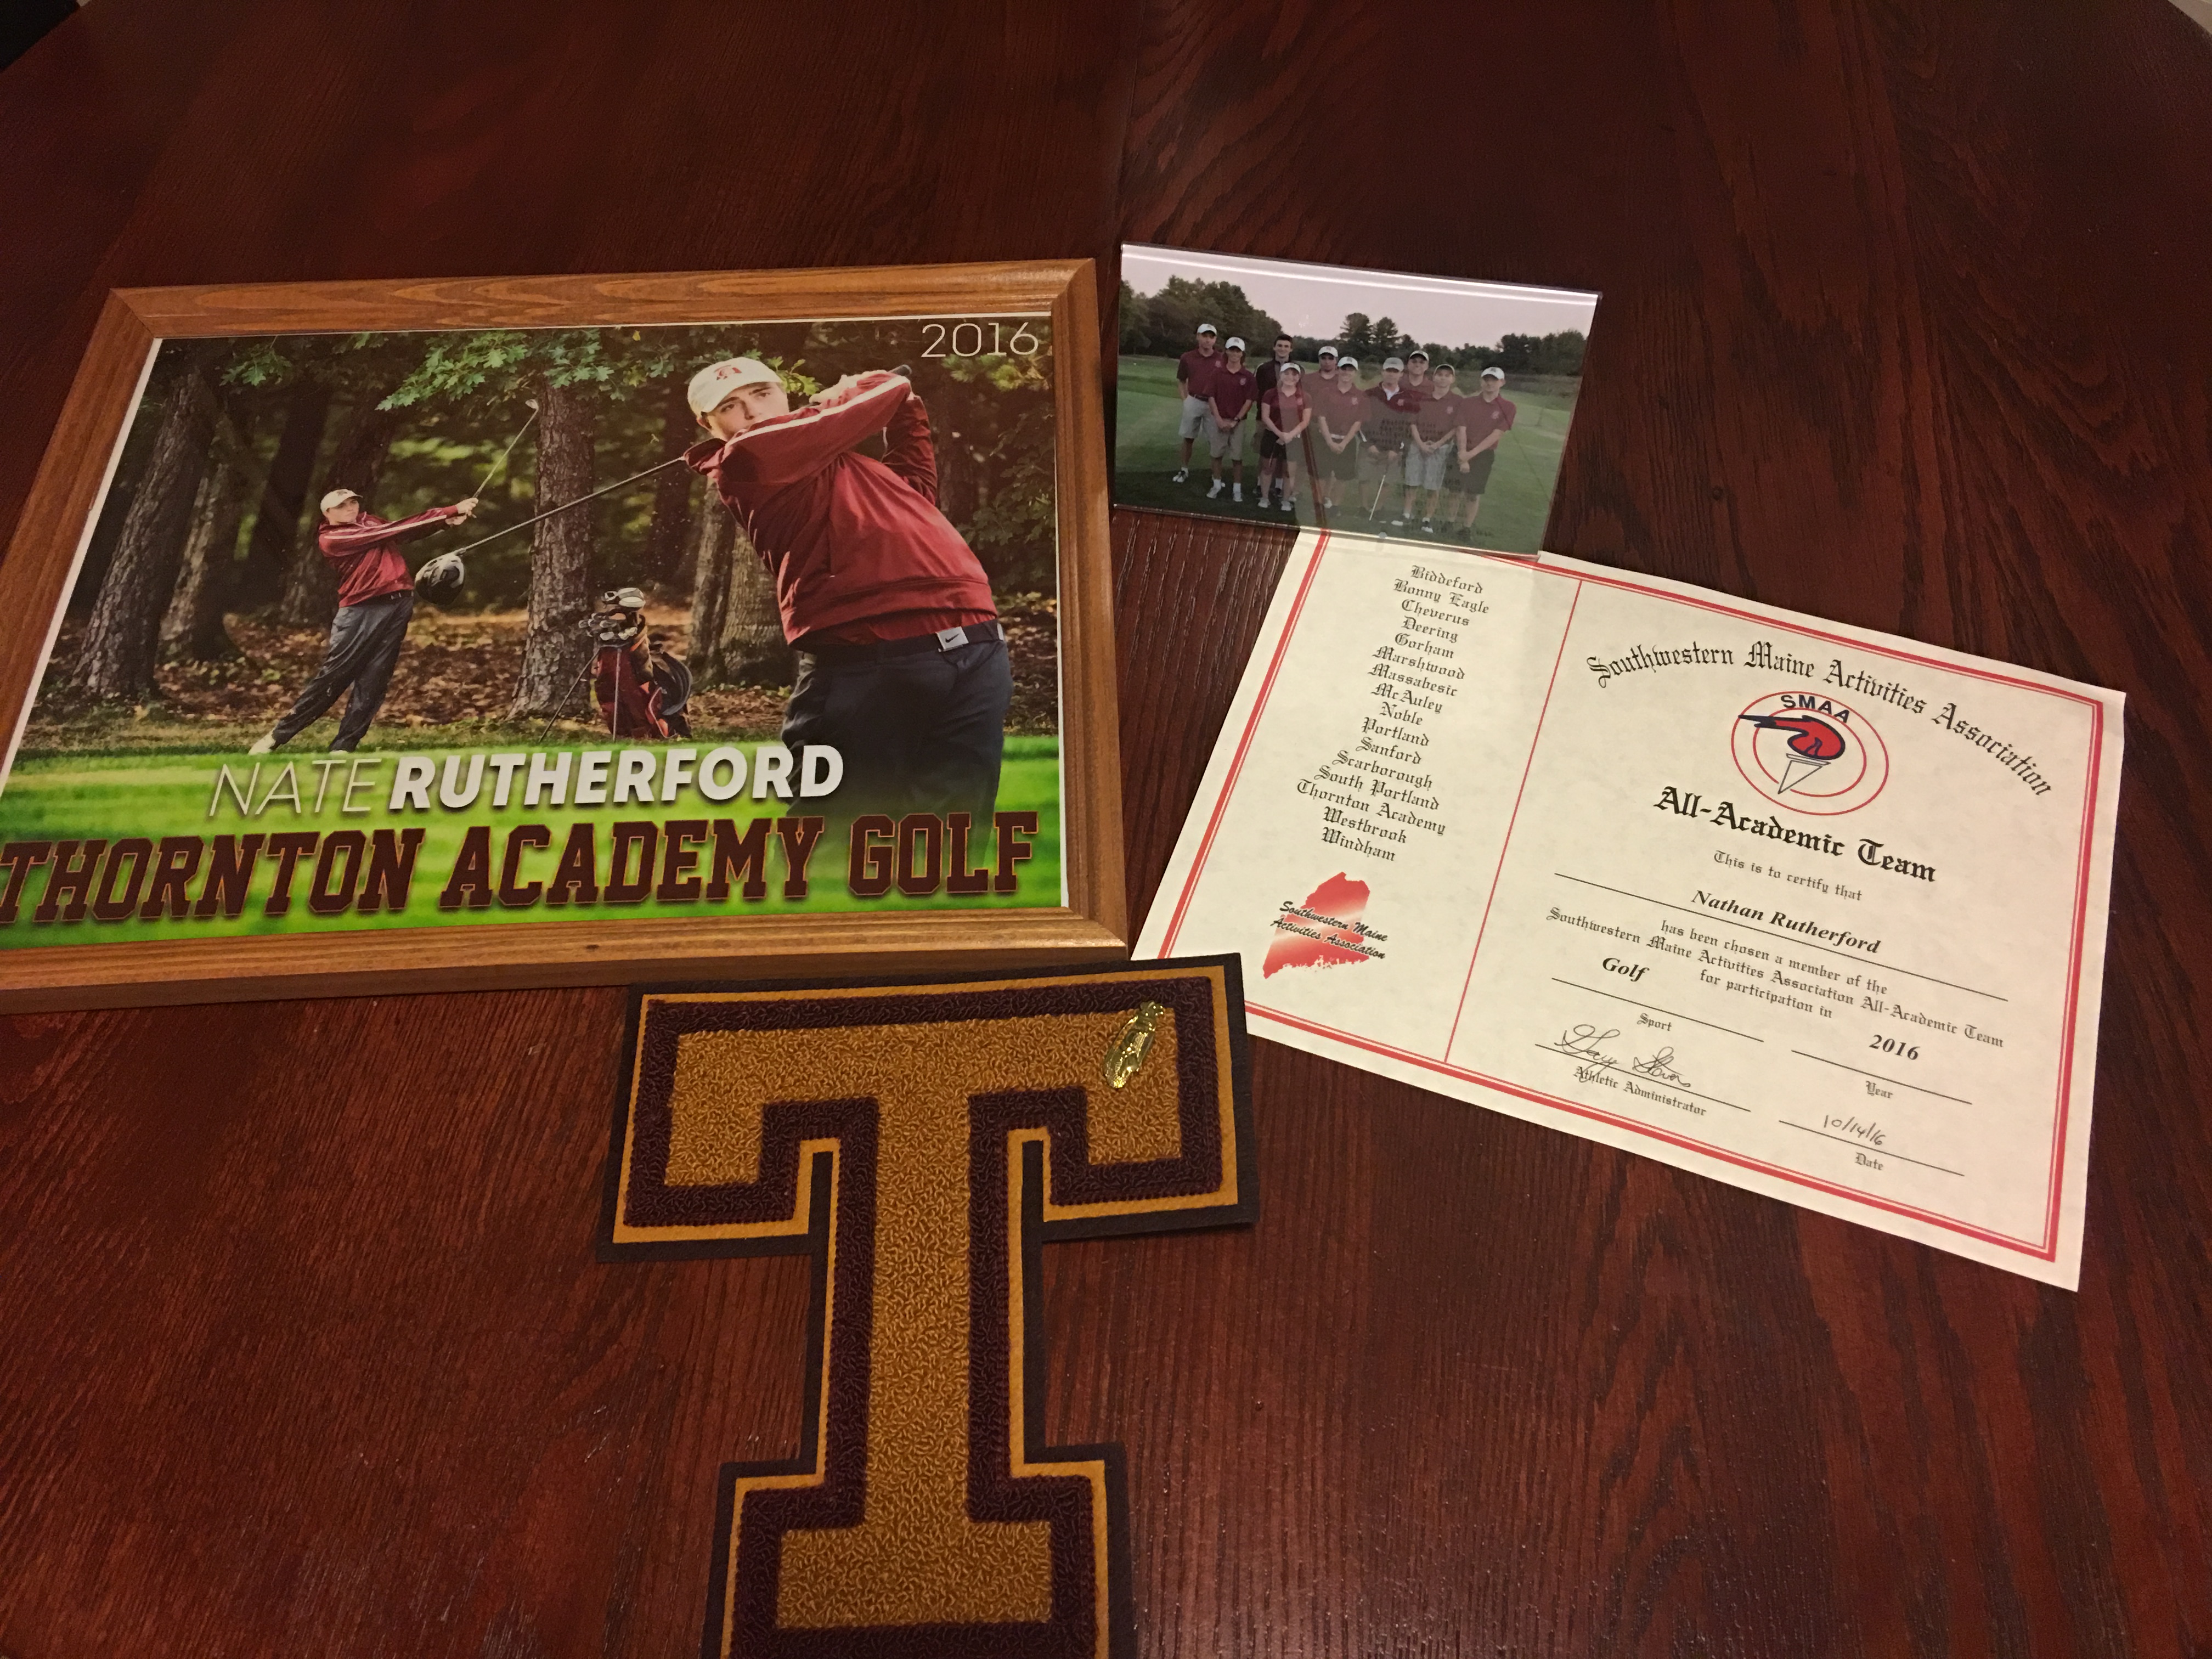 2016
NATE RUTHERFORD
THORNTON ACADEMY GOLF
Biddeford
Bonny Eagle
Cheverus
Deering
Gorham
Marshwood
Massabesic
McAuley
Noble
Portland
Sanford
Scarborough
South Portland
Thornton Academy
Westbrook
Windham
Southwestern Maine
Activities Association
Southwestern Maine Activities Association
SMAA
All-Academic Team
This is to certify that
Nathan Rutherford
has been chosen a member of the
Southwestern Maine Activities Association All-Academic Team
for participation in
Golf
2016
Sport
Year
Athletic Administrator
10/14/16
Date
T